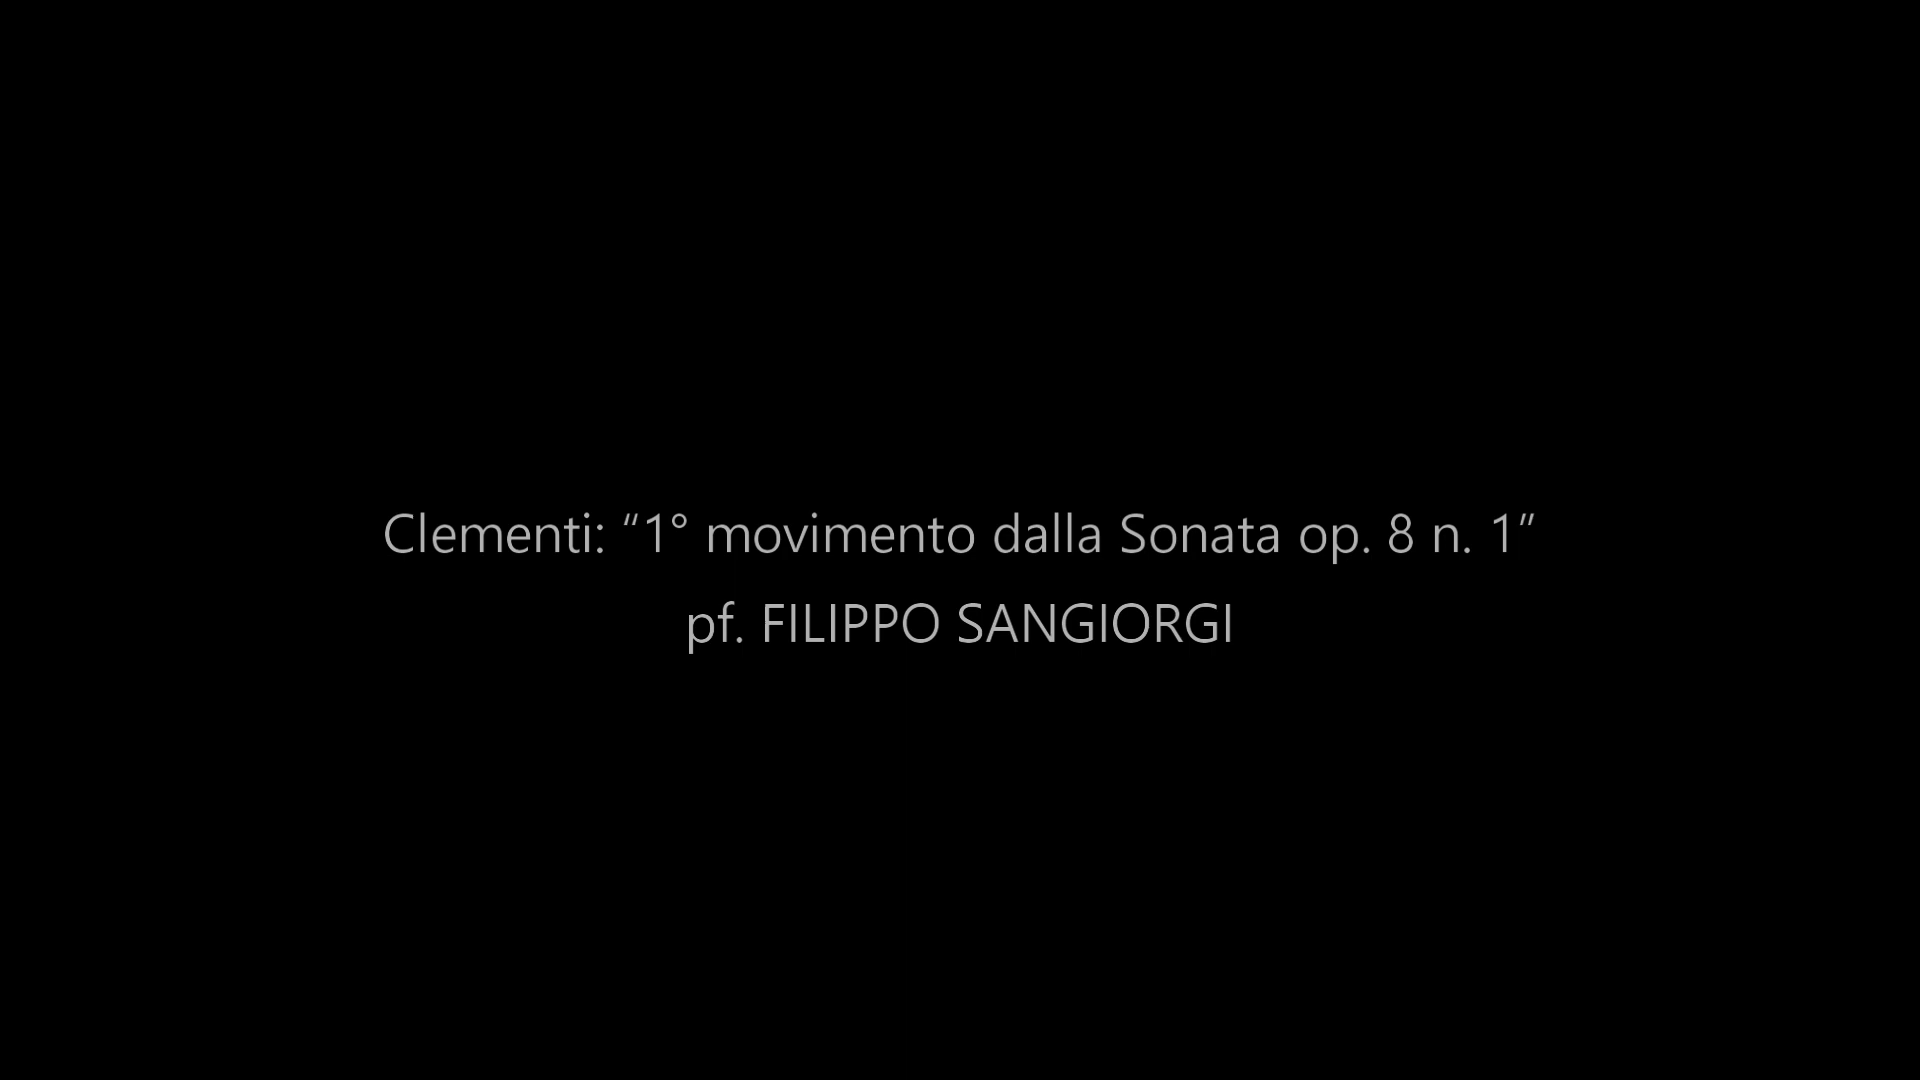 Clementi: “1° movimento dalla Sonata op. 8 n. 1”
pf. FILIPPO SANGIORGI